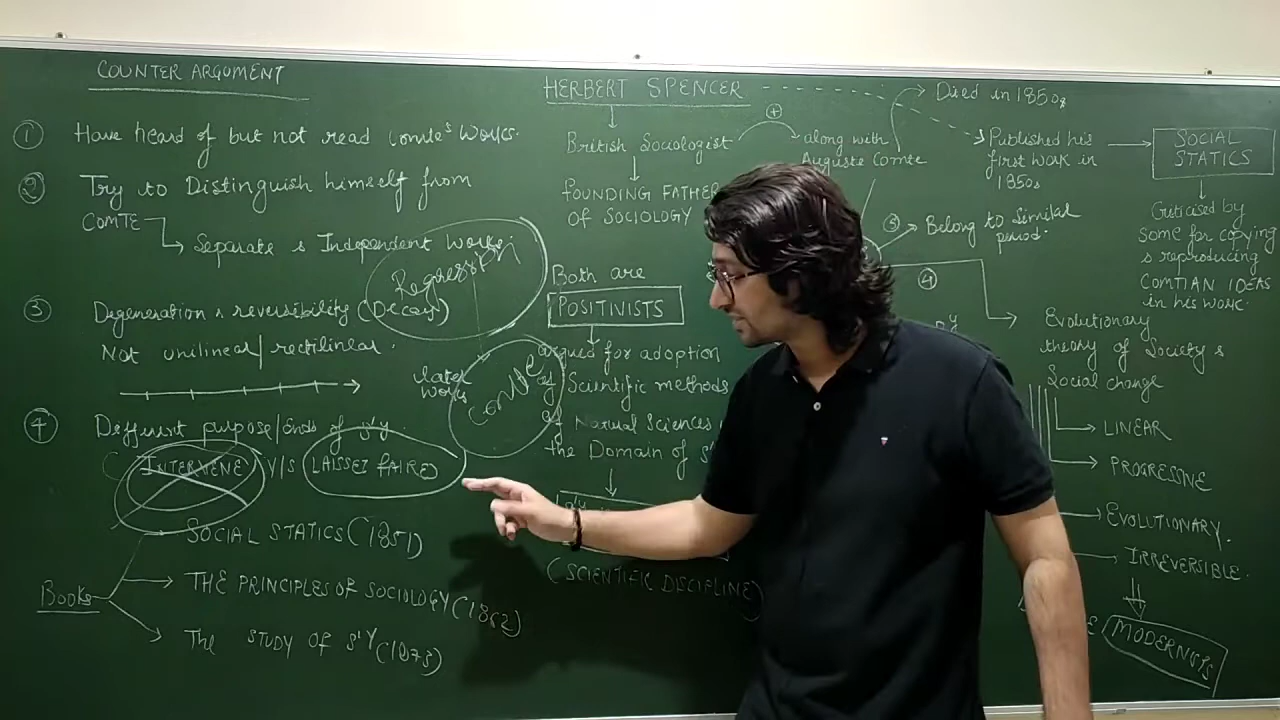 COUNTER ARGUMENT
① Have heard of but not read Comte's Works.
② Try to Distinguish himself from
COMTE
Separate & Independent Works.
Regression
③ Degeneration & reversibility (Decay)
Not unilinear/rectilinear.
later
works
Comte
④ Different purpose/ends of s'y.
INTERVENE V/S LAISSEZ FAIRE
Books
SOCIAL STATICS (1851)
THE PRINCIPLES OF SOCIOLOGY (1862)
The STUDY OF S'Y (1873)
HERBERT SPENCER
British Sociologist
+
along with
Auguste Comte
Died in 1850s
FOUNDING FATHER
OF SOCIOLOGY
Both are
POSITIVISTS
argued for adoption
of Scientific methods
of Natural Sciences
the Domain of
(SCIENTIFIC DISCIPLINE)
Published his
first work in
1850s
SOCIAL
STATICS
Criticised by
some for copying
& reproducing
COMTIAN IDEAS
in his work.
Belong to similar
period.
④
Evolutionary
theory of Society &
Social change
LINEAR
PROGRESSIVE
EVOLUTIONARY.
IRREVERSIBLE.
MODERNITY